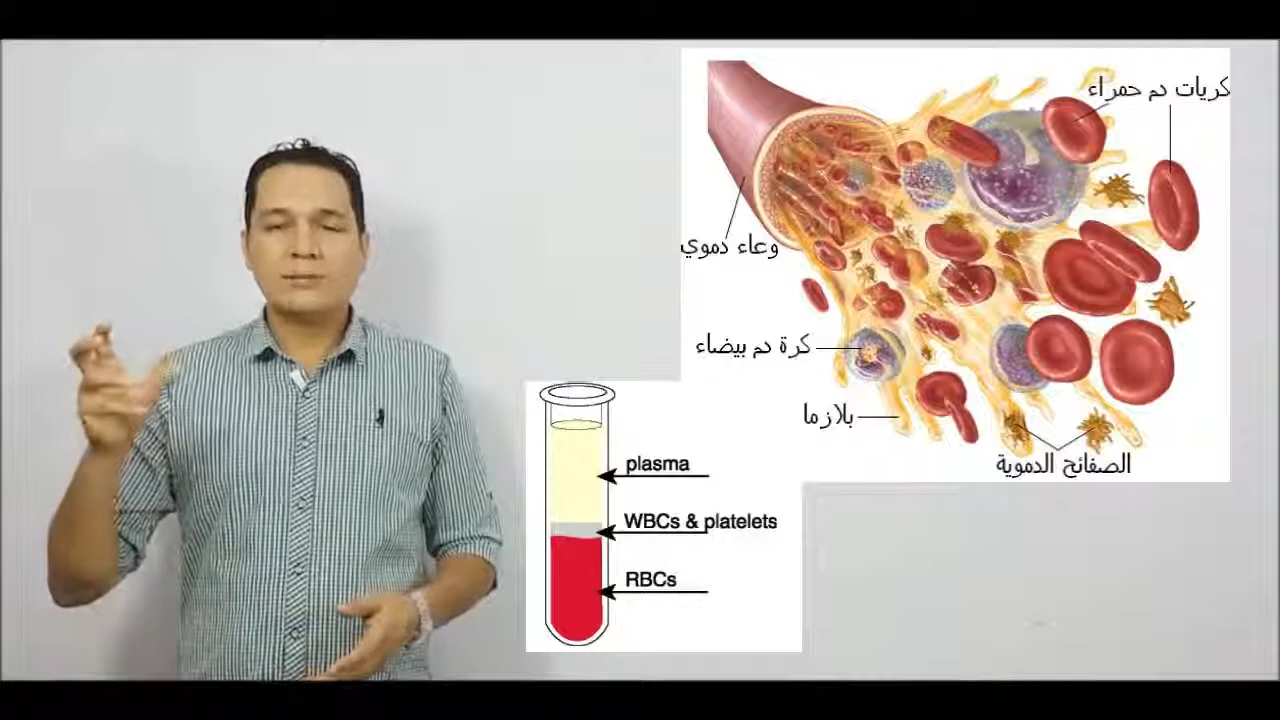 كريات دم حمراء
وعاء دموي
كرة دم بيضاء
بلازما
الصفائح الدموية
plasma
WBCs & platelets
RBCs